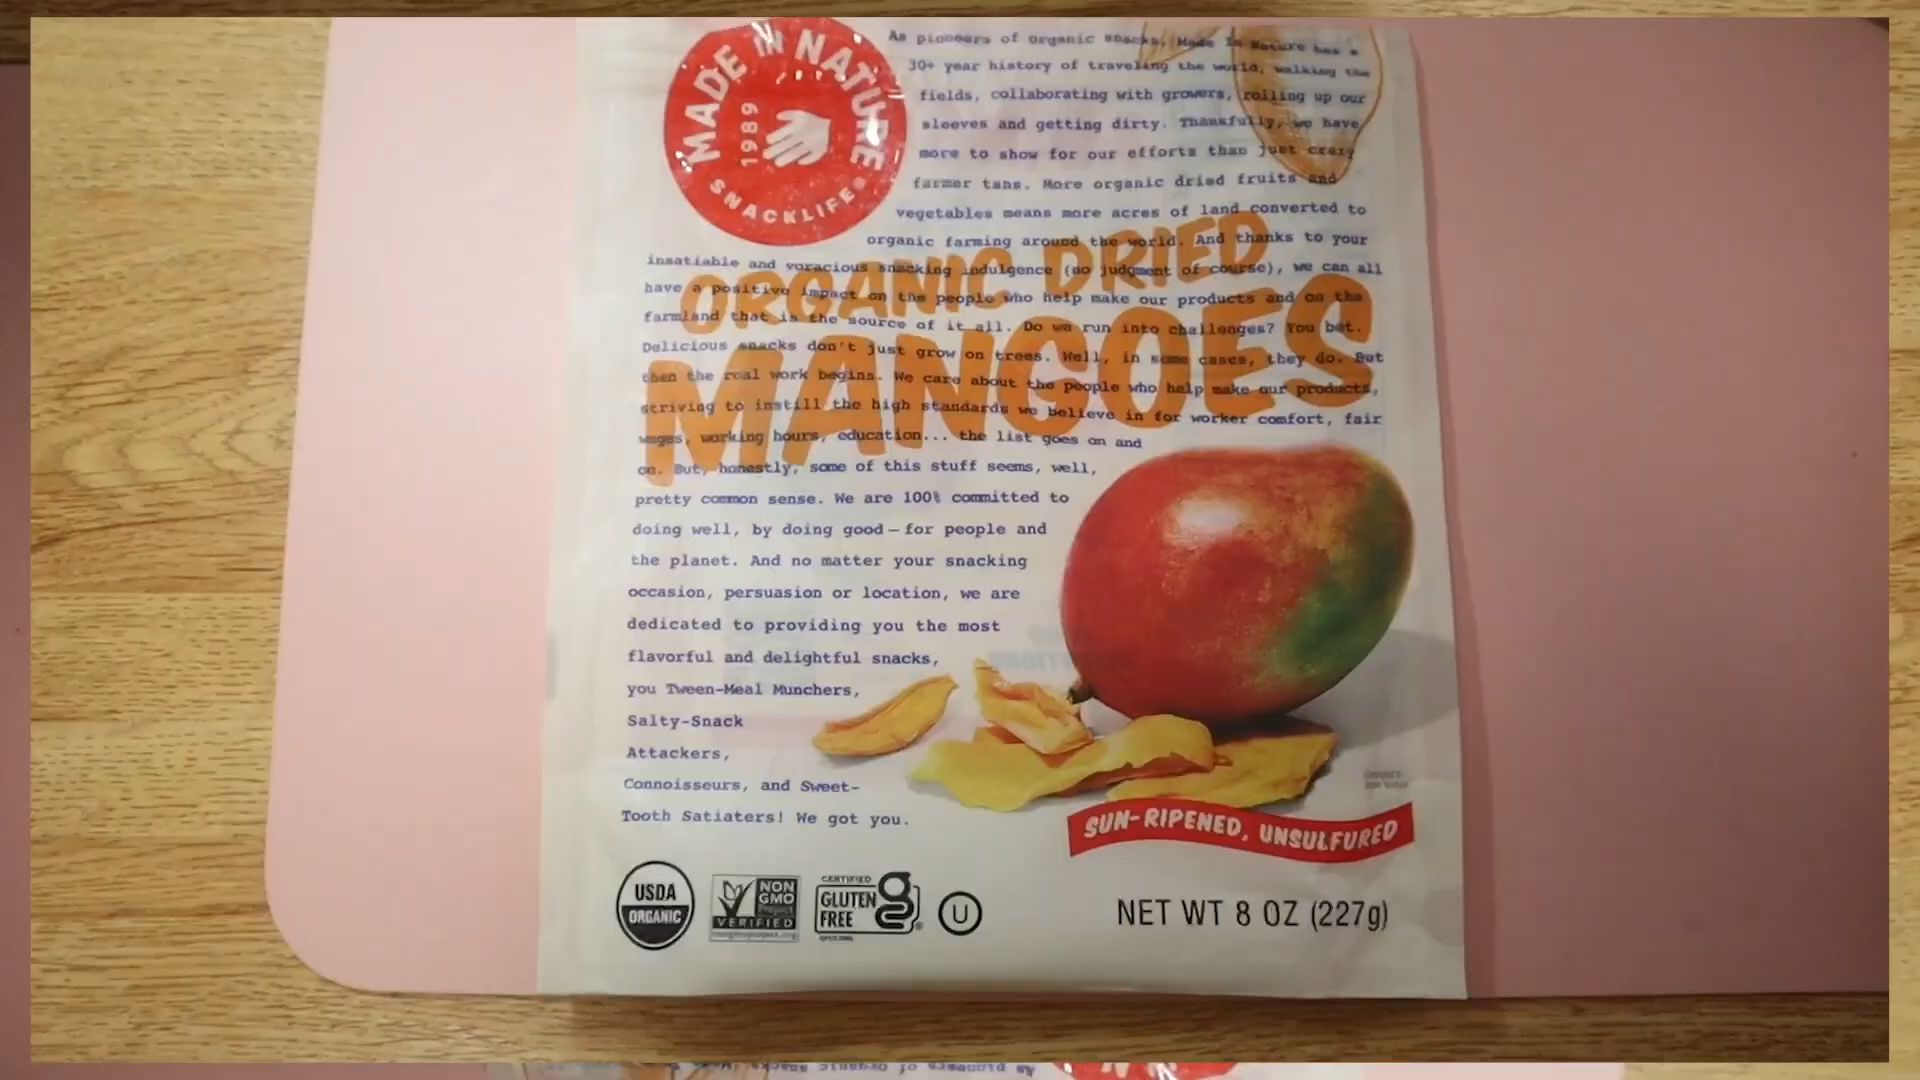 MADE IN NATURE
1989
SNACKLIFE®
As pioneers of organic snacks, Made In Nature has a
30+ year history of traveling the world, walking the
fields, collaborating with growers, rolling up our
sleeves and getting dirty. Thankfully, we have
more to show for our efforts than just crazy
farmer tans. More organic dried fruits and
vegetables means more acres of land converted to
organic farming around the world. And thanks to your
insatiable and voracious snacking indulgence (no judgment of course), we can all
have a positive impact on the people who help make our products and on the
farmland that is the source of it all. Do we run into challenges? You bet.
Delicious snacks don't just grow on trees. Well, in some cases, they do. But
then the real work begins. We care about the people who help make our products,
striving to instill the high standards we believe in for worker comfort, fair
wages, working hours, education... the list goes on and
on. But, honestly, some of this stuff seems, well,
pretty common sense. We are 100% committed to
doing well, by doing good – for people and
the planet. And no matter your snacking
occasion, persuasion or location, we are
dedicated to providing you the most
flavorful and delightful snacks,
you Tween-Meal Munchers,
Salty-Snack
Attackers,
Connoisseurs, and Sweet-
Tooth Satiaters! We got you.
ORGANIC DRIED
MANGOES
SUN-RIPENED, UNSULFURED
USDA
ORGANIC
NON
GMO
Project
VERIFIED
nongmoproject.org
CERTIFIED
GLUTEN
FREE
U
NET WT 8 OZ (227g)